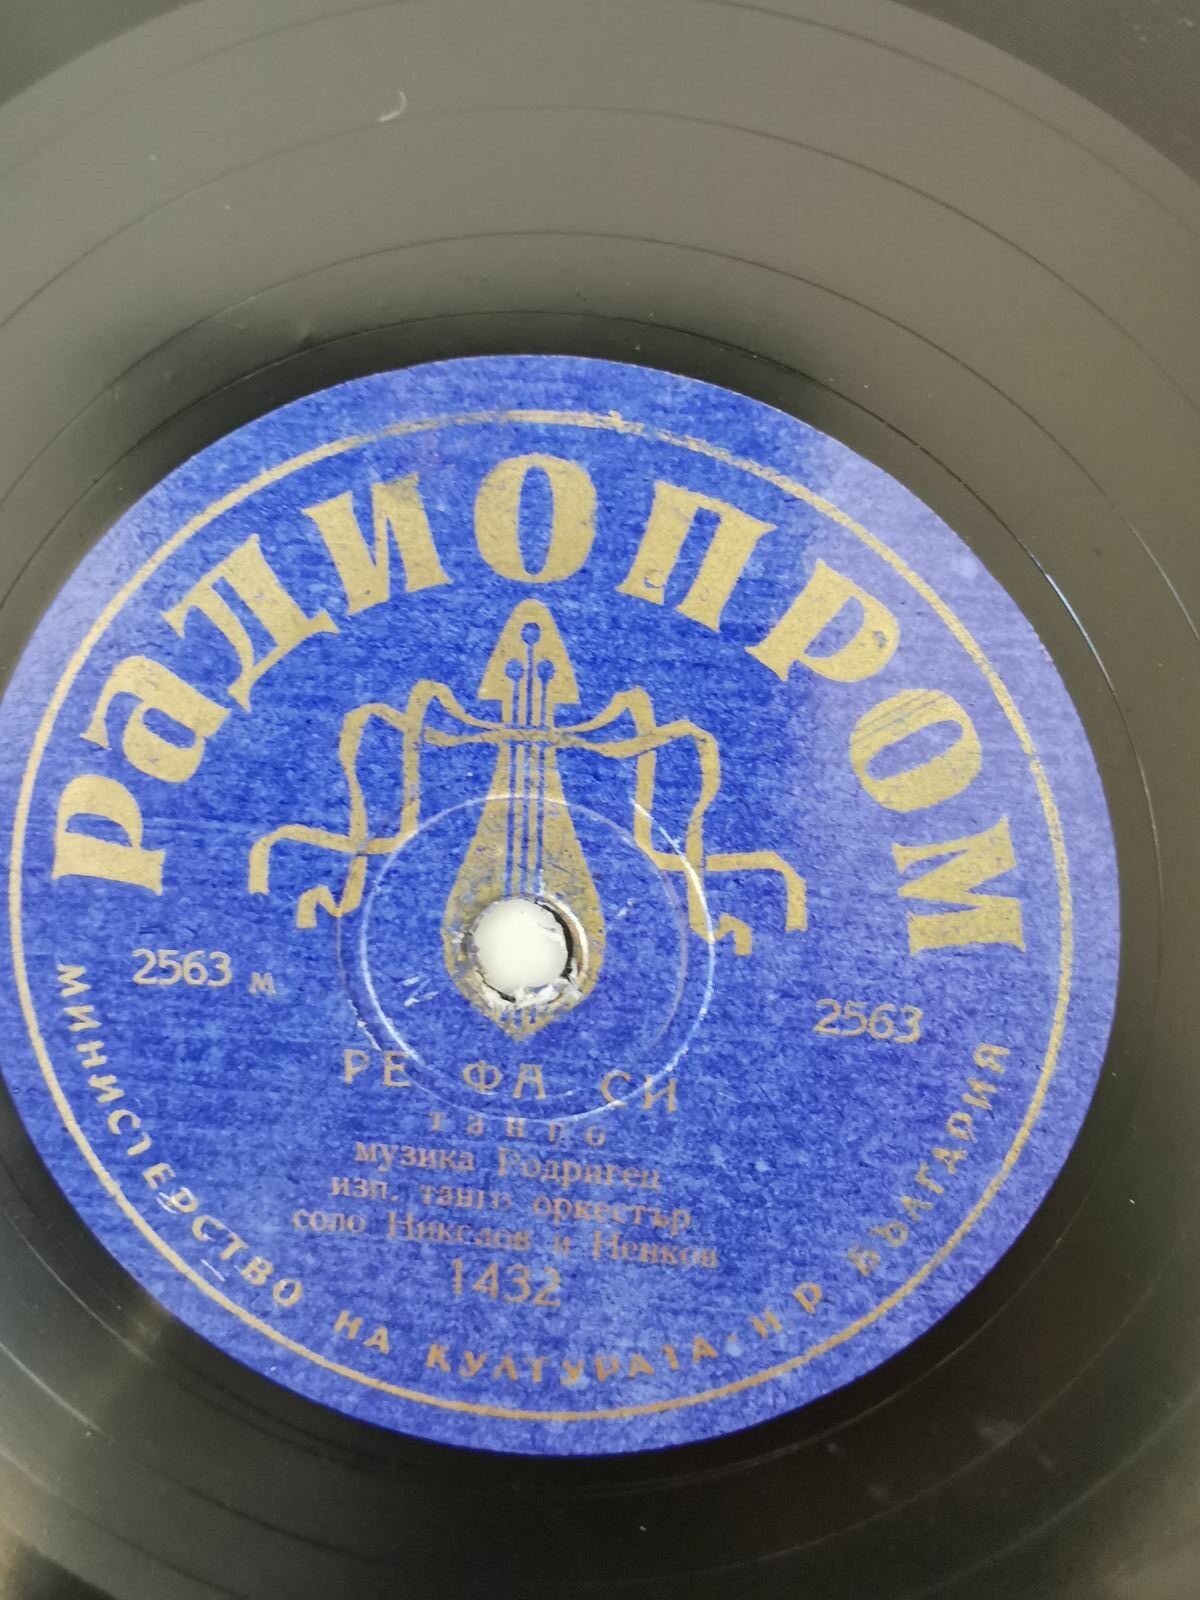 РАДИОПРОМ
2563 м
2563
РЕ ФА СИ
танго
музика Родригец
изп. танго оркестър
соло Николов и Ненков
1432
МИНИСТЕРСТВО НА КУЛТУРАТА - Н Р БЪЛГАРИЯ